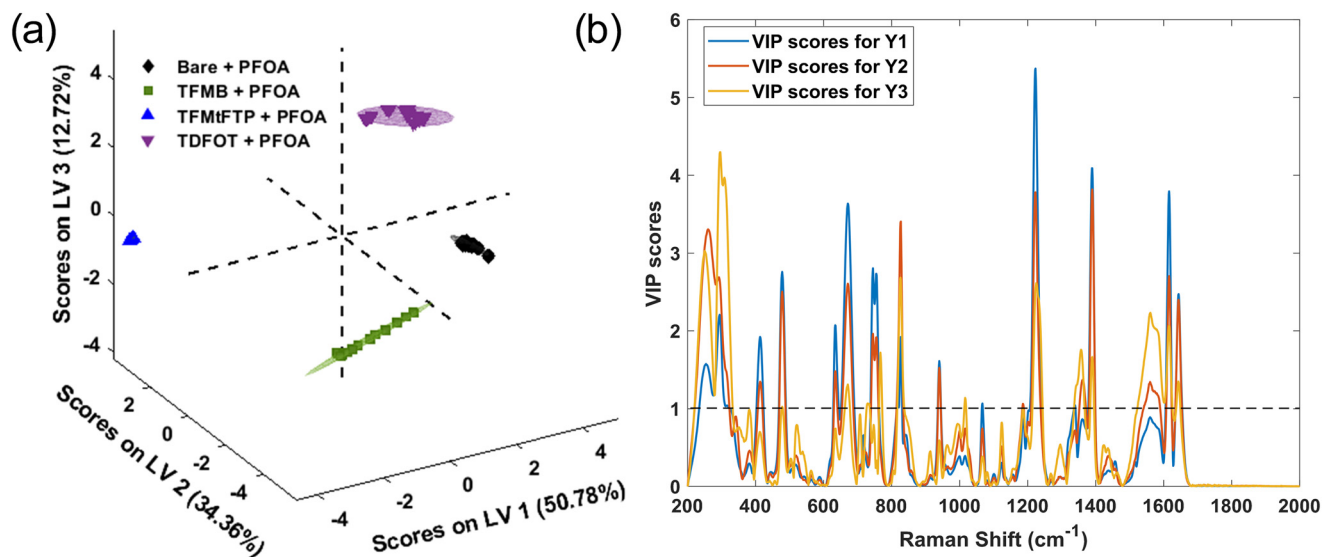 (a)
Bare + PFOA
TFMB + PFOA
TFMtFTP + PFOA
TDFOT + PFOA
Scores on LV 3 (12.72%)
4
2
0
-2
-4
Scores on LV 2 (34.36%)
2
0
-2
-4
Scores on LV 1 (50.78%)
-4
-2
0
2
4
(b)
VIP scores for Y1
VIP scores for Y2
VIP scores for Y3
VIP scores
6
5
4
3
2
1
0
200 400 600 800 1000 1200 1400 1600 1800 2000
Raman Shift (cm⁻¹)